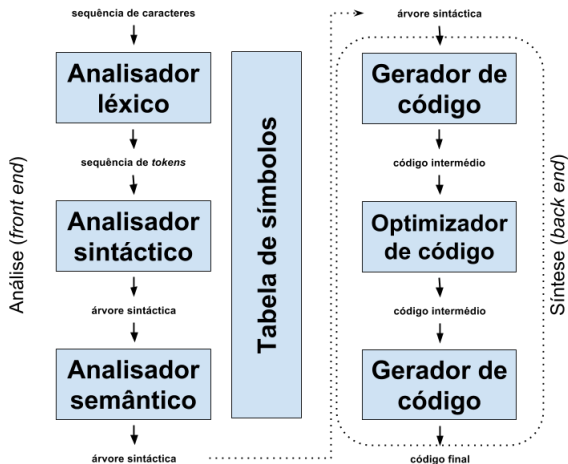 sequência de caracteres
Analisador
léxico
sequência de tokens
Analisador
sintáctico
árvore sintáctica
Analisador
semântico
árvore sintáctica
Análise (front end)
Tabela de símbolos
árvore sintáctica
Gerador de
código
código intermédio
Optimizador
de código
código intermédio
Gerador de
código
código final
Síntese (back end)